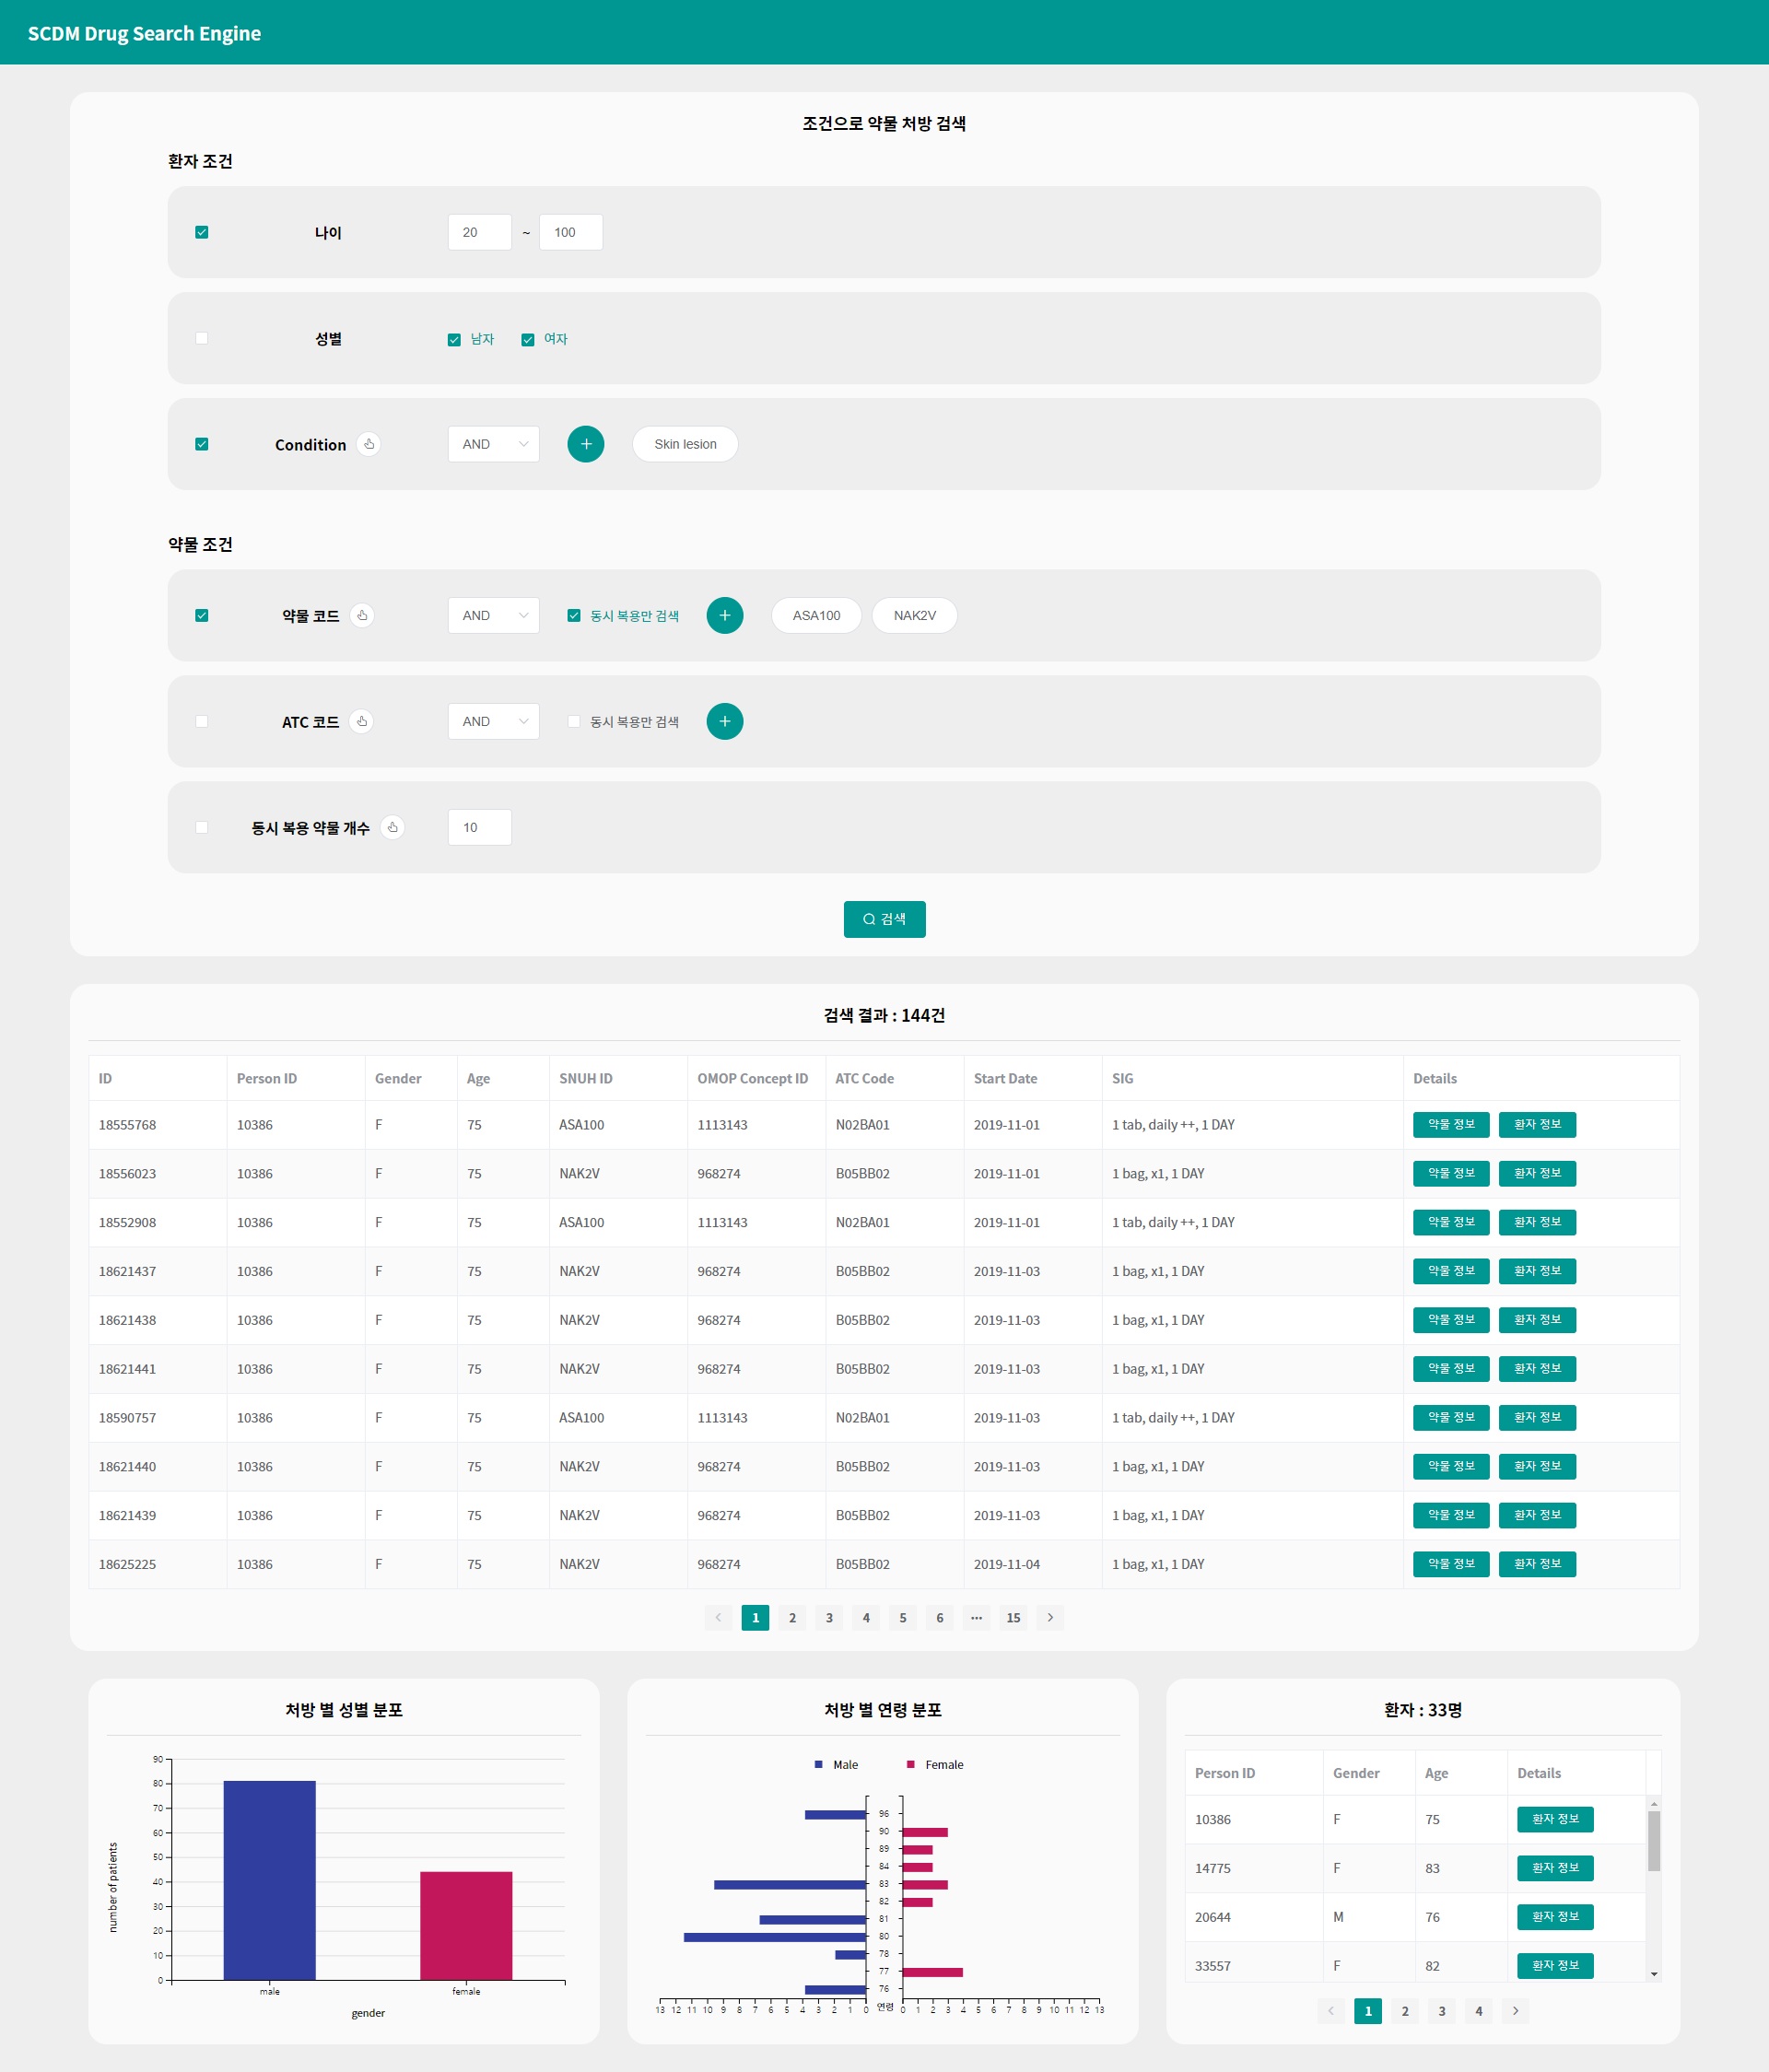 SCDM Drug Search Engine
조건으로 약물 처방 검색
환자 조건
나이 20 ~ 100
성별 남자 여자
Condition AND Skin lesion
약물 조건
약물 코드 AND 동시 복용만 검색 ASA100 NAK2V
ATC 코드 AND 동시 복용만 검색
동시 복용 약물 개수 10
검색
검색 결과 : 144건
ID Person ID Gender Age SNUH ID OMOP Concept ID ATC Code Start Date SIG Details
18555768 10386 F 75 ASA100 1113143 N02BA01 2019-11-01 1 tab, daily ++, 1 DAY 약물 정보 환자 정보
18556023 10386 F 75 NAK2V 968274 B05BB02 2019-11-01 1 bag, x1, 1 DAY 약물 정보 환자 정보
18552908 10386 F 75 ASA100 1113143 N02BA01 2019-11-01 1 tab, daily ++, 1 DAY 약물 정보 환자 정보
18621437 10386 F 75 NAK2V 968274 B05BB02 2019-11-03 1 bag, x1, 1 DAY 약물 정보 환자 정보
18621438 10386 F 75 NAK2V 968274 B05BB02 2019-11-03 1 bag, x1, 1 DAY 약물 정보 환자 정보
18621441 10386 F 75 NAK2V 968274 B05BB02 2019-11-03 1 bag, x1, 1 DAY 약물 정보 환자 정보
18590757 10386 F 75 ASA100 1113143 N02BA01 2019-11-03 1 tab, daily ++, 1 DAY 약물 정보 환자 정보
18621440 10386 F 75 NAK2V 968274 B05BB02 2019-11-03 1 bag, x1, 1 DAY 약물 정보 환자 정보
18621439 10386 F 75 NAK2V 968274 B05BB02 2019-11-03 1 bag, x1, 1 DAY 약물 정보 환자 정보
18625225 10386 F 75 NAK2V 968274 B05BB02 2019-11-04 1 bag, x1, 1 DAY 약물 정보 환자 정보
1 2 3 4 5 6 ··· 15
처방 별 성별 분포
90
80
70
60
50
40
30
20
10
0
number of patients
male female
gender
처방 별 연령 분포
Male Female
96
90
89
84
83
82
81
80
78
77
76
13 12 11 10 9 8 7 6 5 4 3 2 1 0 연령 0 1 2 3 4 5 6 7 8 9 10 11 12 13
환자 : 33명
Person ID Gender Age Details
10386 F 75 환자 정보
14775 F 83 환자 정보
20644 M 76 환자 정보
33557 F 82 환자 정보
1 2 3 4